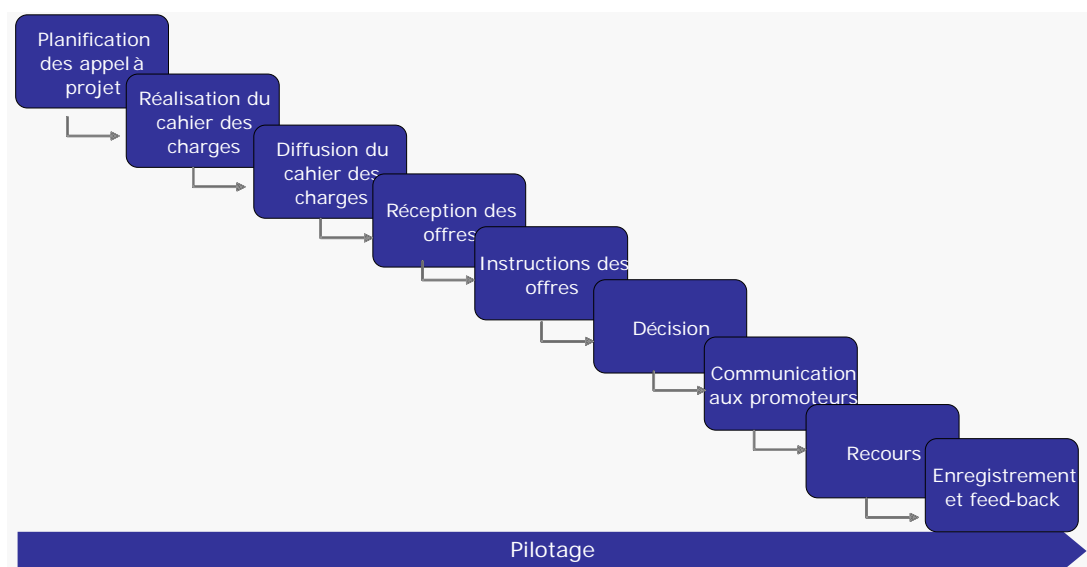 Planification
des appel à
projet
Réalisation du
cahier des
charges
Diffusion du
cahier des
charges
Réception des
offres
Instructions des
offres
Décision
Communication
aux promoteurs
Recours
Enregistrement
et feed-back
Pilotage